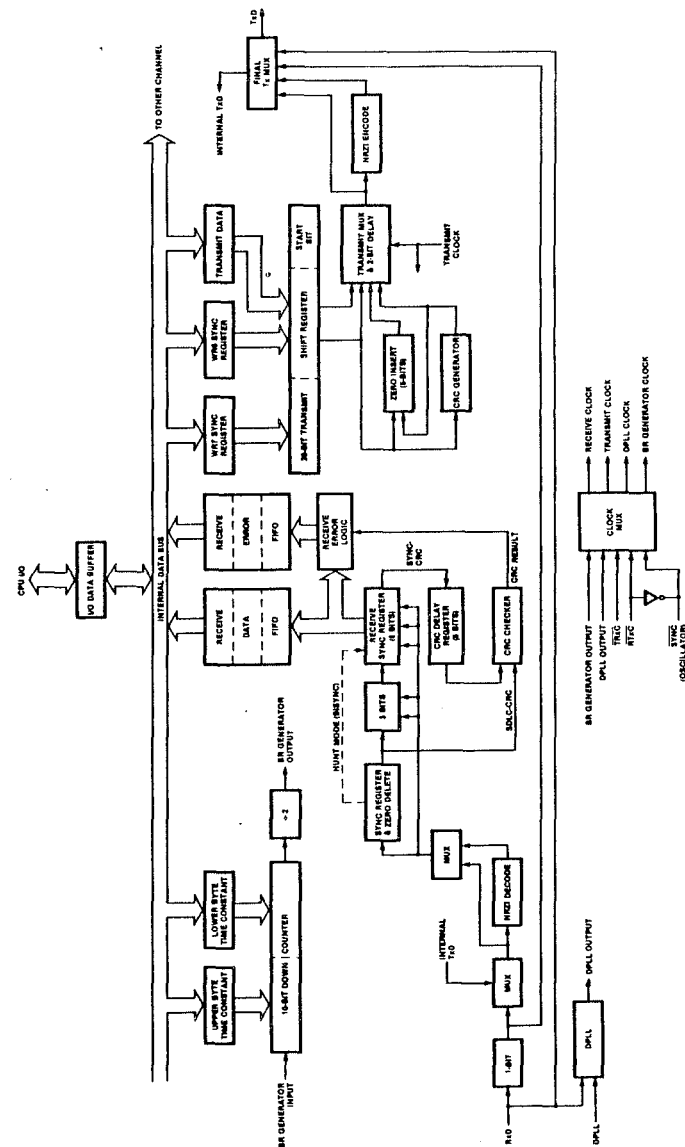 CPU I/O
I/O DATA BUFFER
INTERNAL DATA BUS
TO OTHER CHANNEL
UPPER BYTE
TIME CONSTANT
LOWER BYTE
TIME CONSTANT
16-BIT DOWN COUNTER
BR GENERATOR
INPUT
÷ 2
BR GENERATOR
OUTPUT
RECEIVE
DATA
FIFO
RECEIVE
ERROR
FIFO
RECEIVE
ERROR
LOGIC
WR7 SYNC
REGISTER
WR6 SYNC
REGISTER
TRANSMIT DATA
20-BIT TRANSMIT
SHIFT REGISTER
START
BIT
INTERNAL TxD
TxD
FINAL
Tx MUX
NRZI ENCODE
TRANSMIT MUX
& 2-BIT DELAY
TRANSMIT
CLOCK
ZERO INSERT
(5-BITS)
CRC GENERATOR
HUNT MODE (BISYNC)
SYNC REGISTER
& ZERO DELETE
3 BITS
RECEIVE
SYNC REGISTER
(8 BITS)
SYNC-
CRC
CRC DELAY
REGISTER
(8 BITS)
CRC CHECKER
CRC RESULT
SDLC-CRC
INTERNAL
TxD
RxD
1-BIT
MUX
NRZI DECODE
MUX
DPLL
DPLL
DPLL OUTPUT
BR GENERATOR OUTPUT
DPLL OUTPUT
TRxC
RTxC
SYNC
(OSCILLATOR)
CLOCK
MUX
RECEIVE CLOCK
TRANSMIT CLOCK
DPLL CLOCK
BR GENERATOR CLOCK